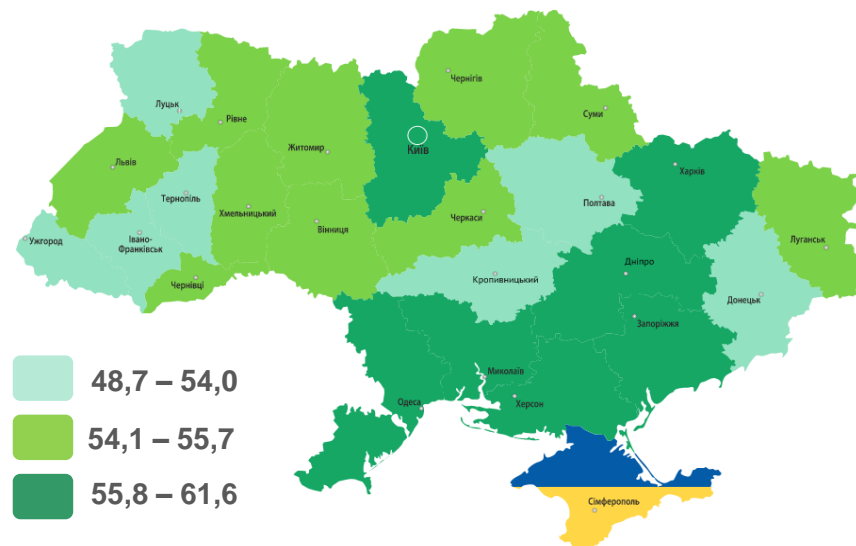 Чернігів
Луцьк
Суми
Рівне
Київ
Житомир
Львів
Харків
Тернопіль
Полтава
Хмельницький
Черкаси
Вінниця
Івано-
Франківськ
Ужгород
Луганськ
Дніпро
Чернівці
Кропивницький
Донецьк
Запоріжжя
Миколаїв
48,7 – 54,0
Одеса
Херсон
54,1 – 55,7
55,8 – 61,6
Сімферополь